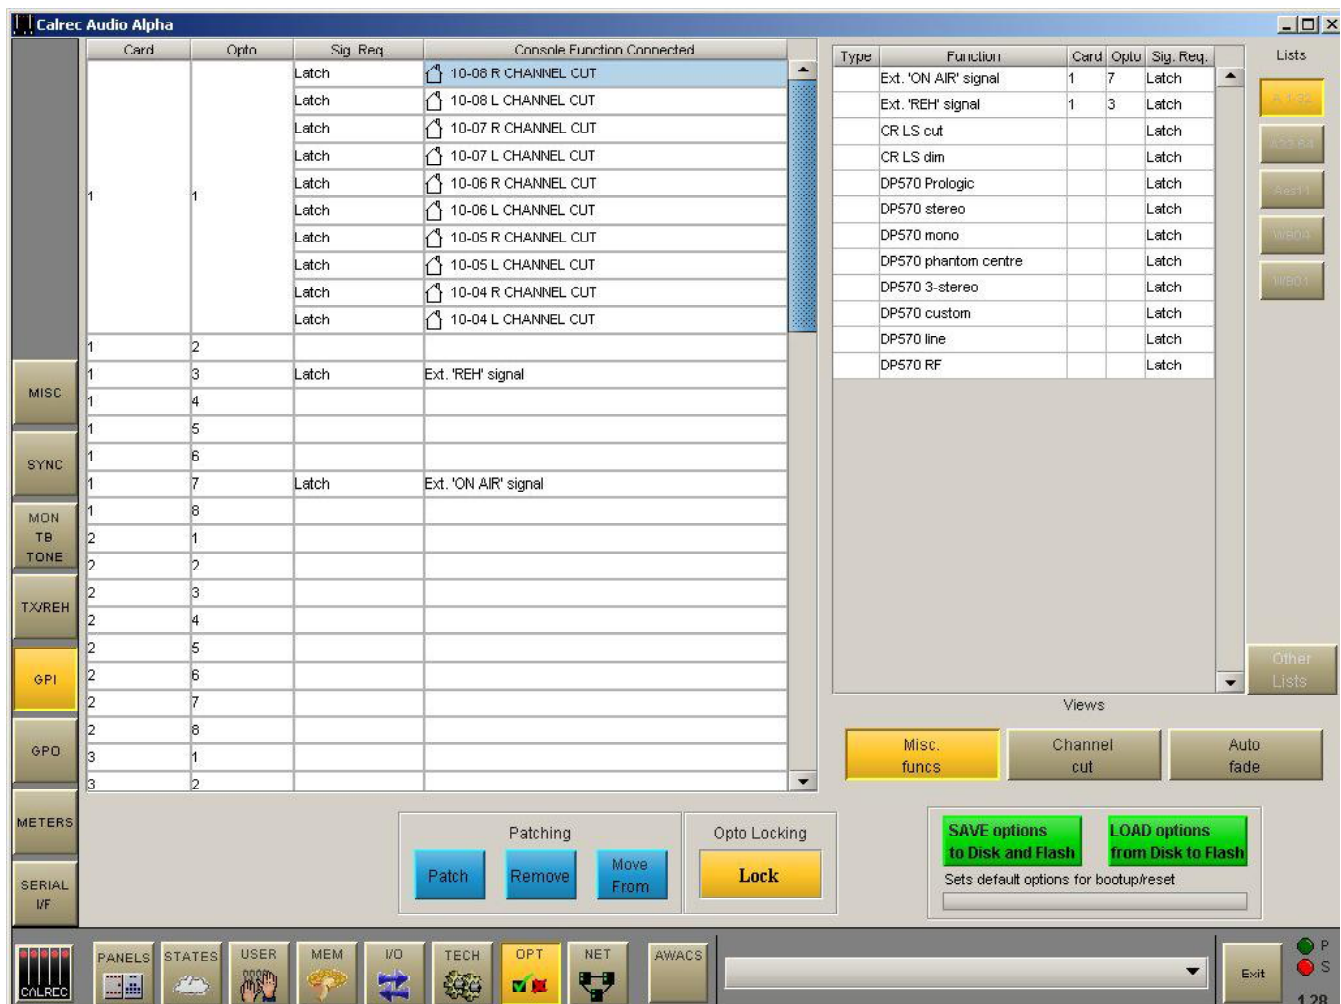 Calrec Audio Alpha
Card Opto Sig. Req Console Function Connected
1 1 Latch 10-08 R CHANNEL CUT
Latch 10-08 L CHANNEL CUT
Latch 10-07 R CHANNEL CUT
Latch 10-07 L CHANNEL CUT
Latch 10-06 R CHANNEL CUT
Latch 10-06 L CHANNEL CUT
Latch 10-05 R CHANNEL CUT
Latch 10-05 L CHANNEL CUT
Latch 10-04 R CHANNEL CUT
Latch 10-04 L CHANNEL CUT
1 2
1 3 Latch Ext. 'REH' signal
1 4
1 5
1 6
1 7 Latch Ext. 'ON AIR' signal
1 8
2 1
2 2
2 3
2 4
2 5
2 6
2 7
2 8
3 1
3 2
Type Function Card Opto Sig. Req.
Ext. 'ON AIR' signal 1 7 Latch
Ext. 'REH' signal 1 3 Latch
CR LS cut Latch
CR LS dim Latch
DP570 Prologic Latch
DP570 stereo Latch
DP570 mono Latch
DP570 phantom centre Latch
DP570 3-stereo Latch
DP570 custom Latch
DP570 line Latch
DP570 RF Latch
Lists
A 1-32
Other
Lists
MISC
SYNC
MON
TB
TONE
TX/REH
GPI
GPO
METERS
SERIAL
I/F
Views
Misc.
funcs
Channel
cut
Auto
fade
Patching
Patch
Remove
Move
From
Opto Locking
Lock
SAVE options
to Disk and Flash
LOAD options
from Disk to Flash
Sets default options for bootup/reset
CALREC
PANELS
STATES
USER
MEM
I/O
TECH
OPT
NET
AWACS
Exit
P
S
1.28